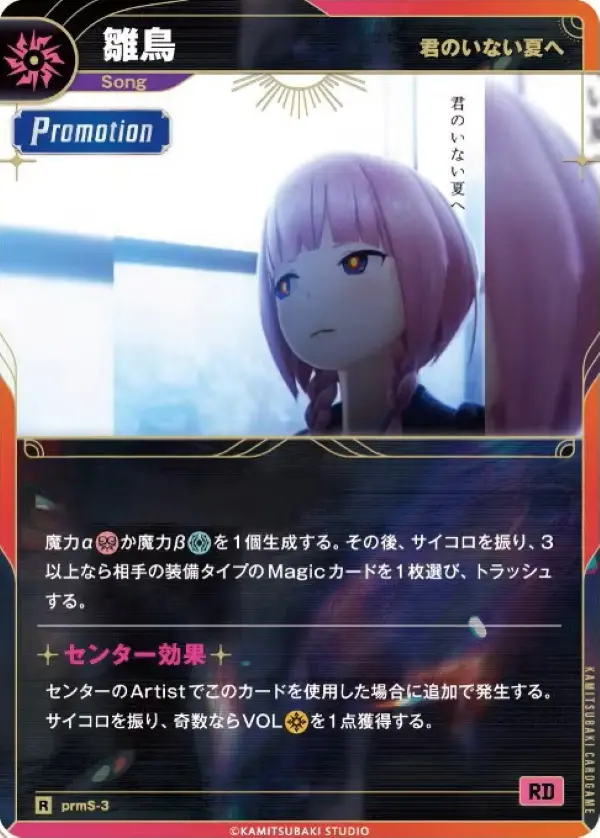 雛鳥
君のいない夏へ
Song
Promotion
君のいない夏へ
魔力αか魔力βを1個生成する。その後、サイコロを振り、3
以上なら相手の装備タイプのMagicカードを1枚選び、トラッシュ
する。
センター効果
センターのArtistでこのカードを使用した場合に追加で発生する。
サイコロを振り、奇数ならVOLを1点獲得する。
KAMITSUBAKI CARDGAME
R prmS-3
RD
©KAMITSUBAKI STUDIO